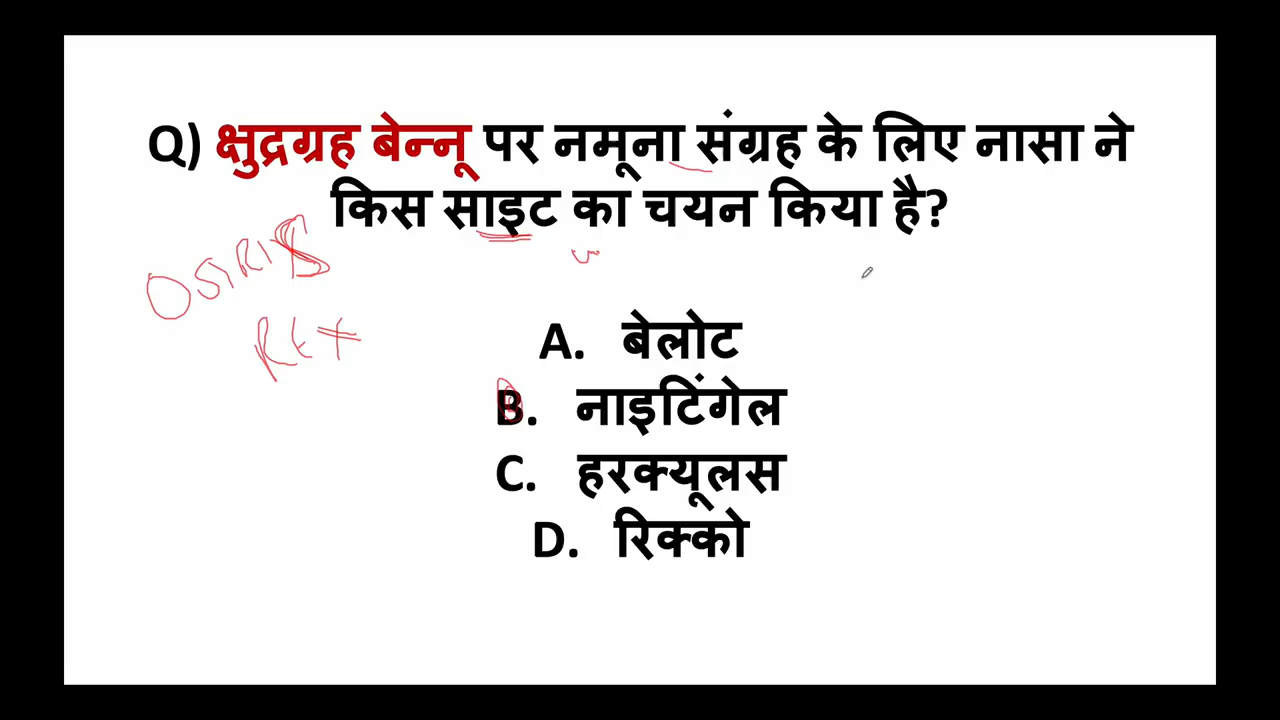 Q) क्षुद्रग्रह बेन्नू पर नमूना संग्रह के लिए नासा ने
किस साइट का चयन किया है?
OSIRIS
REX
A. बेलोट
B. नाइटिंगेल
C. हरक्यूलस
D. रिक्को